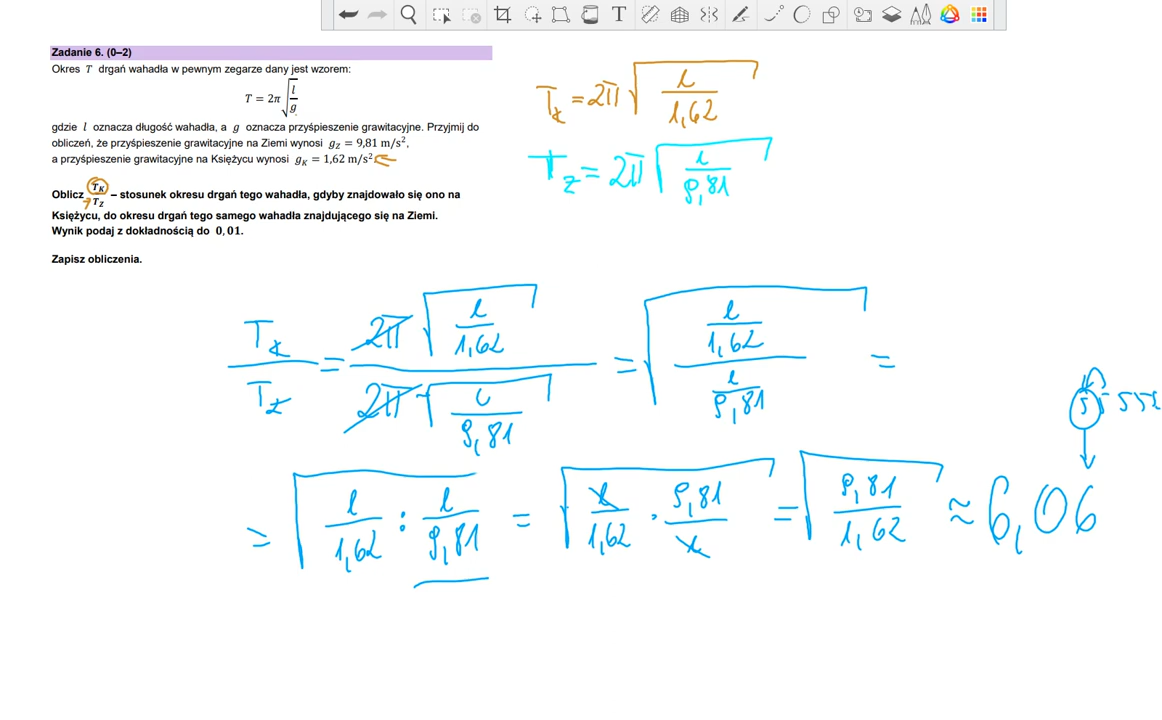 Zadanie 6. (0–2)
Okres T drgań wahadła w pewnym zegarze dany jest wzorem:
T = 2π √(l/g)
gdzie l oznacza długość wahadła, a g oznacza przyśpieszenie grawitacyjne. Przyjmij do
obliczeń, że przyśpieszenie grawitacyjne na Ziemi wynosi g_Z = 9,81 m/s²,
a przyśpieszenie grawitacyjne na Księżycu wynosi g_K = 1,62 m/s²
Oblicz T_K/T_Z – stosunek okresu drgań tego wahadła, gdyby znajdowało się ono na
Księżycu, do okresu drgań tego samego wahadła znajdującego się na Ziemi.
Wynik podaj z dokładnością do 0,01.
Zapisz obliczenia.
T_k = 2π √(l/1,62)
T_z = 2π √(l/9,81)
T_k/T_z = 2π √(l/1,62) / 2π √(l/9,81) = √((l/1,62)/(l/9,81)) =
= √(l/1,62 : l/9,81) = √(l/1,62 · 9,81/l) = √(9,81/1,62) ≈ 6,06
5